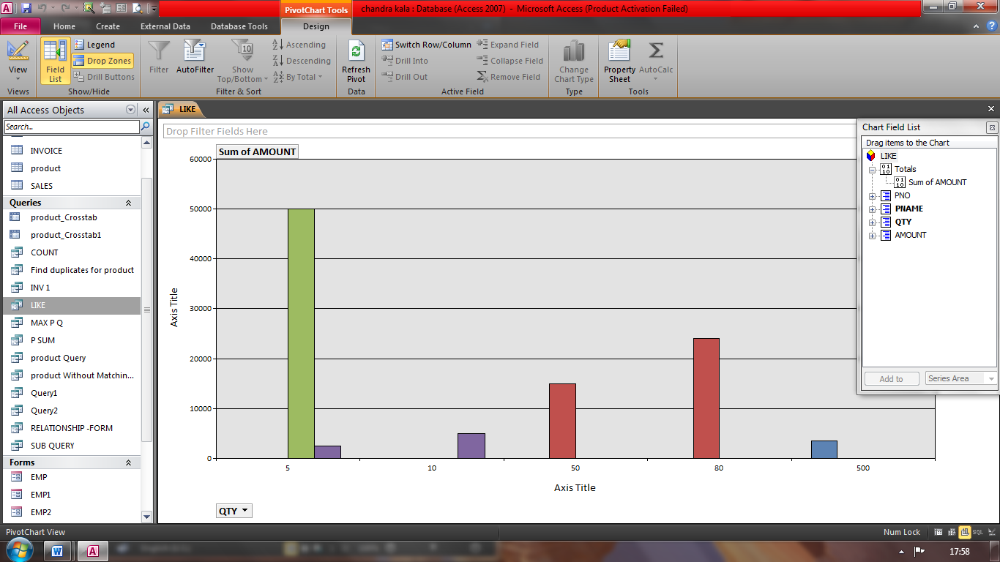 PivotChart Tools
chandra kala : Database (Access 2007)  -  Microsoft Access (Product Activation Failed)
File Home Create External Data Database Tools Design
View
Views
Field List
Legend
Drop Zones
Drill Buttons
Show/Hide
Filter
AutoFilter
Show Top/Bottom
Ascending
Descending
By Total
Filter & Sort
Refresh Pivot
Data
Switch Row/Column
Drill Into
Drill Out
Expand Field
Collapse Field
Remove Field
Active Field
Change Chart Type
Type
Property Sheet
AutoCalc
Tools
All Access Objects
Search...
INVOICE
product
SALES
Queries
product_Crosstab
product_Crosstab1
COUNT
Find duplicates for product
INV 1
LIKE
MAX P Q
P SUM
product Query
product Without Matchin...
Query1
Query2
RELATIONSHIP -FORM
SUB QUERY
Forms
EMP
EMP1
EMP2
LIKE
Drop Filter Fields Here
Sum of AMOUNT
60000
50000
40000
30000
20000
10000
0
Axis Title
5 10 50 80 500
Axis Title
QTY
Chart Field List
Drag items to the Chart
LIKE
Totals
Sum of AMOUNT
PNO
PNAME
QTY
AMOUNT
Add to
Series Area
PivotChart View
Num Lock
SQL
17:58